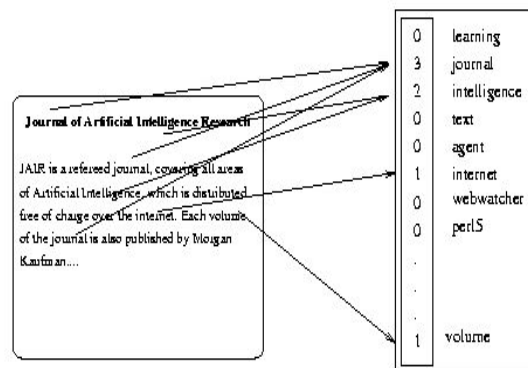 Journal of Artificial Intelligence Research
JAIR is a refereed journal, covering all areas
of Artificial Intelligence, which is distributed
free of charge over the internet. Each volume
of the journal is also published by Morgan
Kaufman....
0 learning
3 journal
2 intelligence
0 text
0 agent
1 internet
0 webwatcher
0 perl5
.
.
.
1 volume